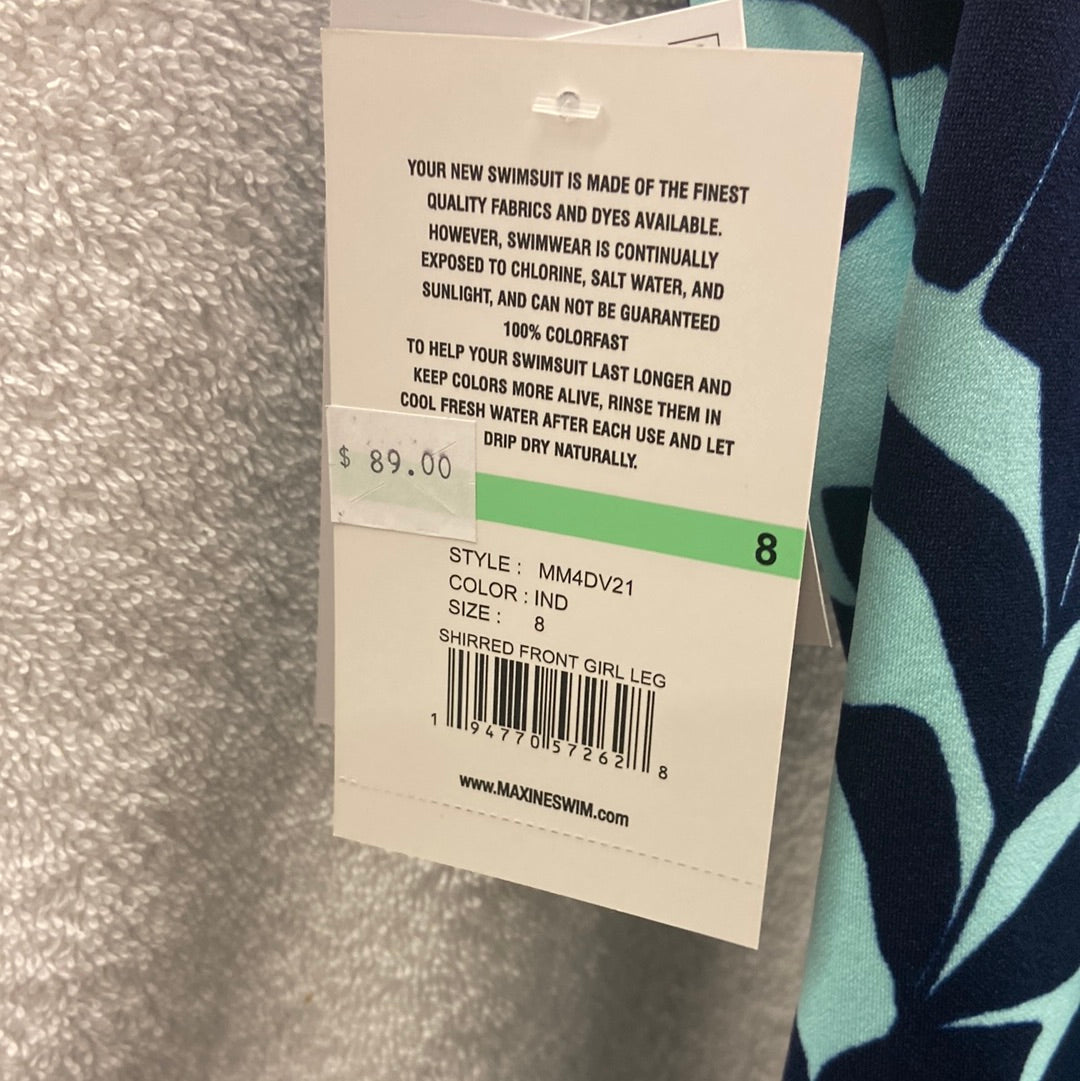 YOUR NEW SWIMSUIT IS MADE OF THE FINEST
QUALITY FABRICS AND DYES AVAILABLE.
HOWEVER, SWIMWEAR IS CONTINUALLY
EXPOSED TO CHLORINE, SALT WATER, AND
SUNLIGHT, AND CAN NOT BE GUARANTEED
100% COLORFAST
TO HELP YOUR SWIMSUIT LAST LONGER AND
KEEP COLORS MORE ALIVE, RINSE THEM IN
COOL FRESH WATER AFTER EACH USE AND LET
DRIP DRY NATURALLY.
$ 89.00
8
STYLE : MM4DV21
COLOR : IND
SIZE : 8
SHIRRED FRONT GIRL LEG
1 94770 57262 8
www.MAXINESWIM.com